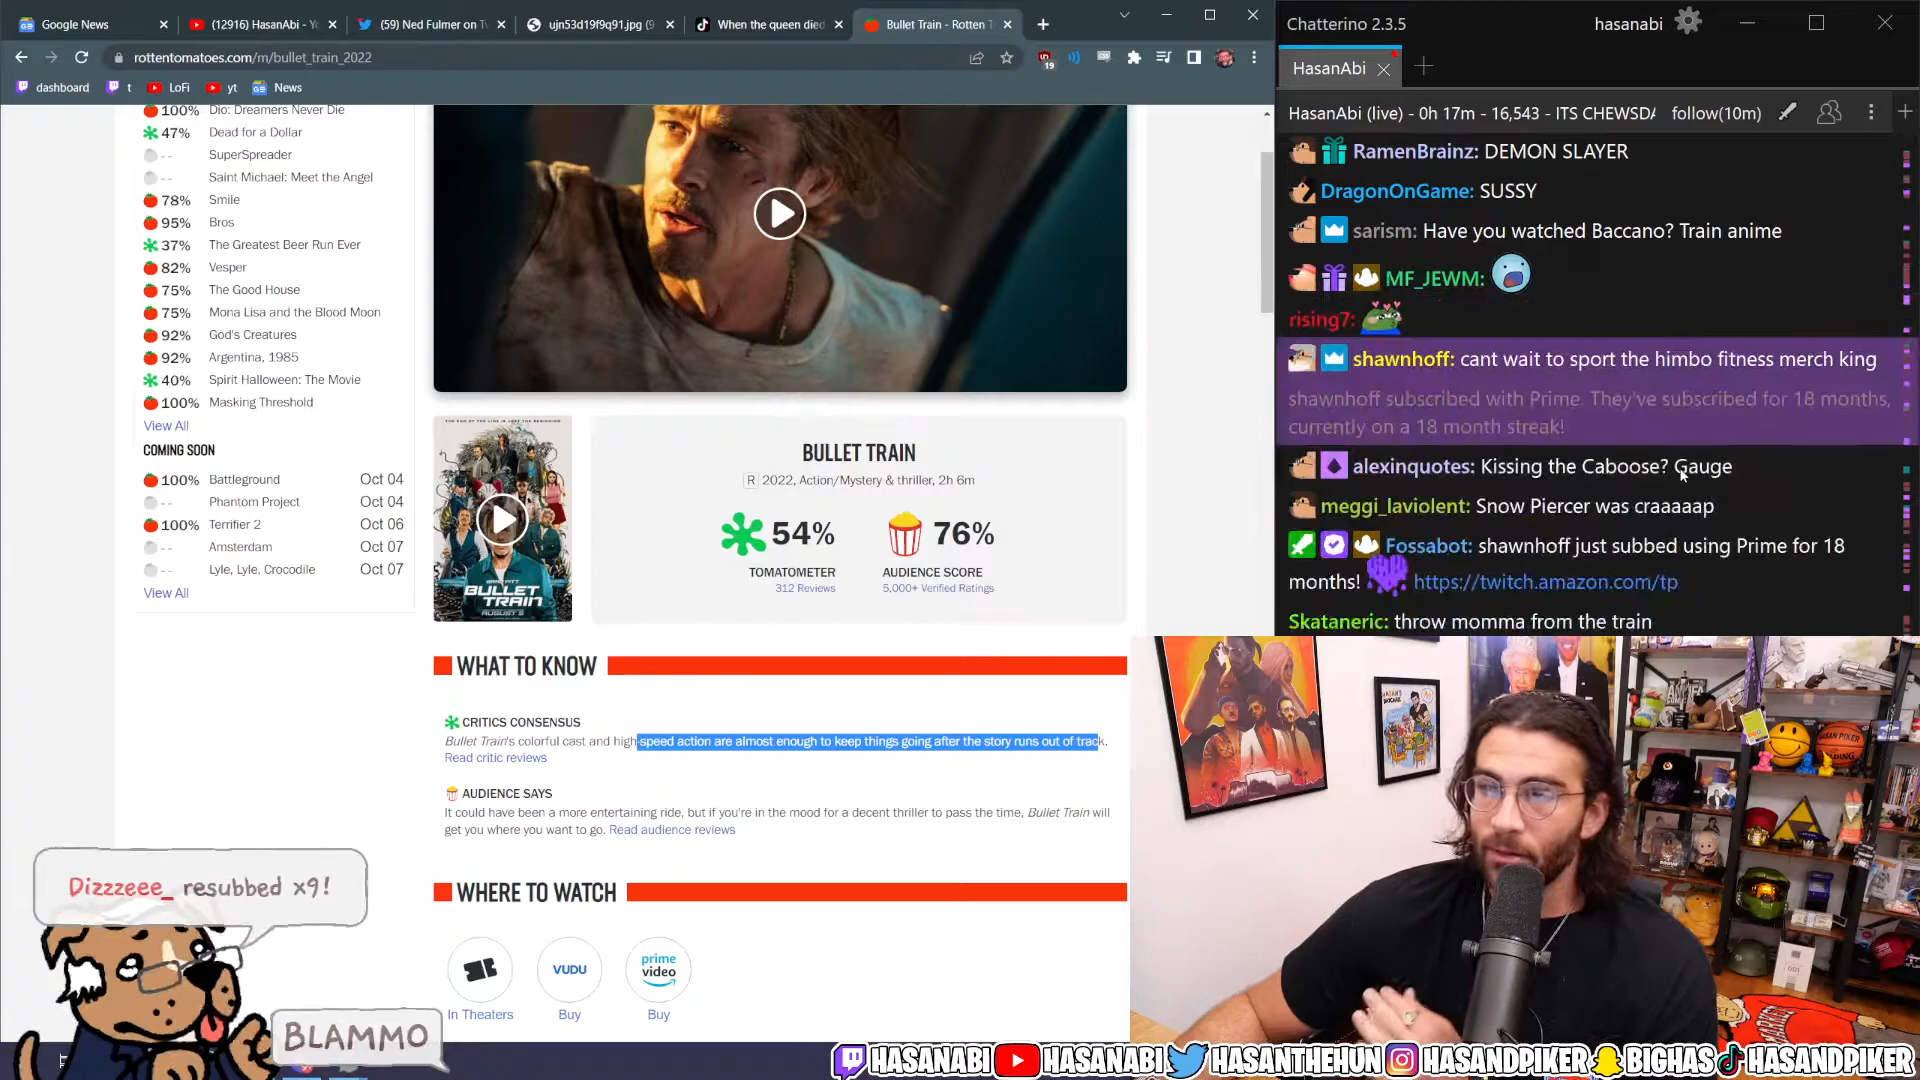 Google News
(12916) HasanAbi - Yo
(59) Ned Fulmer on Tw
ujn53d19f9q91.jpg (9
When the queen died
Bullet Train - Rotten T
rottentomatoes.com/m/bullet_train_2022
19
dashboard
t
LoFi
yt
News
100% Dio: Dreamers Never Die
47% Dead for a Dollar
-- SuperSpreader
-- Saint Michael: Meet the Angel
78% Smile
95% Bros
37% The Greatest Beer Run Ever
82% Vesper
75% The Good House
75% Mona Lisa and the Blood Moon
92% God's Creatures
92% Argentina, 1985
40% Spirit Halloween: The Movie
100% Masking Threshold
View All
COMING SOON
100% Battleground Oct 04
-- Phantom Project Oct 04
100% Terrifier 2 Oct 06
-- Amsterdam Oct 07
-- Lyle, Lyle, Crocodile Oct 07
View All
BRAD PITT
BULLET
TRAIN
AUGUST 5
BULLET TRAIN
R 2022, Action/Mystery & thriller, 2h 6m
54%
76%
TOMATOMETER
AUDIENCE SCORE
312 Reviews
5,000+ Verified Ratings
WHAT TO KNOW
CRITICS CONSENSUS
Bullet Train's colorful cast and high-speed action are almost enough to keep things going after the story runs out of track.
Read critic reviews
AUDIENCE SAYS
It could have been a more entertaining ride, but if you're in the mood for a decent thriller to pass the time, Bullet Train will
get you where you want to go. Read audience reviews
WHERE TO WATCH
VUDU
prime
video
In Theaters
Buy
Buy
Dizzzeee_ resubbed x9!
BLAMMO
Chatterino 2.3.5
hasanabi
HasanAbi
HasanAbi (live) - 0h 17m - 16,543 - ITS CHEWSDA
follow(10m)
RamenBrainz: DEMON SLAYER
DragonOnGame: SUSSY
sarism: Have you watched Baccano? Train anime
MF_JEWM:
rising7:
shawnhoff: cant wait to sport the himbo fitness merch king
shawnhoff subscribed with Prime. They've subscribed for 18 months,
currently on a 18 month streak!
alexinquotes: Kissing the Caboose? Gauge
meggi_laviolent: Snow Piercer was craaaaap
Fossabot: shawnhoff just subbed using Prime for 18
months! https://twitch.amazon.com/tp
Skataneric: throw momma from the train
HASANABI
HASANABI
HASANTHEHUN
HASANDPIKER
BIGHAS
HASANDPIKER